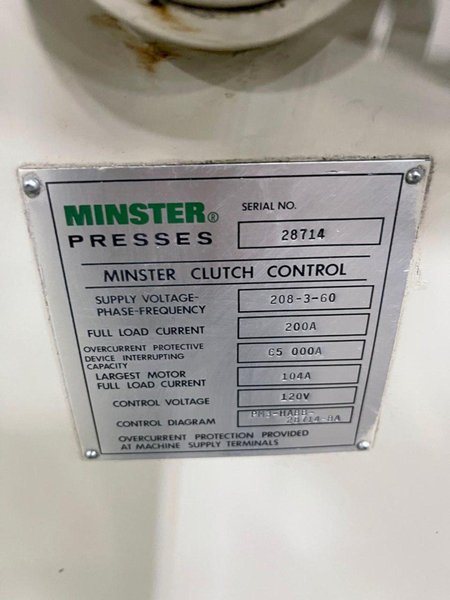 MINSTER®
PRESSES
SERIAL NO.
28714
MINSTER CLUTCH CONTROL
SUPPLY VOLTAGE-
PHASE-FREQUENCY
208-3-60
FULL LOAD CURRENT
200A
OVERCURRENT PROTECTIVE
DEVICE INTERRUPTING
CAPACITY
65 000A
LARGEST MOTOR
FULL LOAD CURRENT
104A
CONTROL VOLTAGE
120V
CONTROL DIAGRAM
28714-8A
OVERCURRENT PROTECTION PROVIDED
AT MACHINE SUPPLY TERMINALS